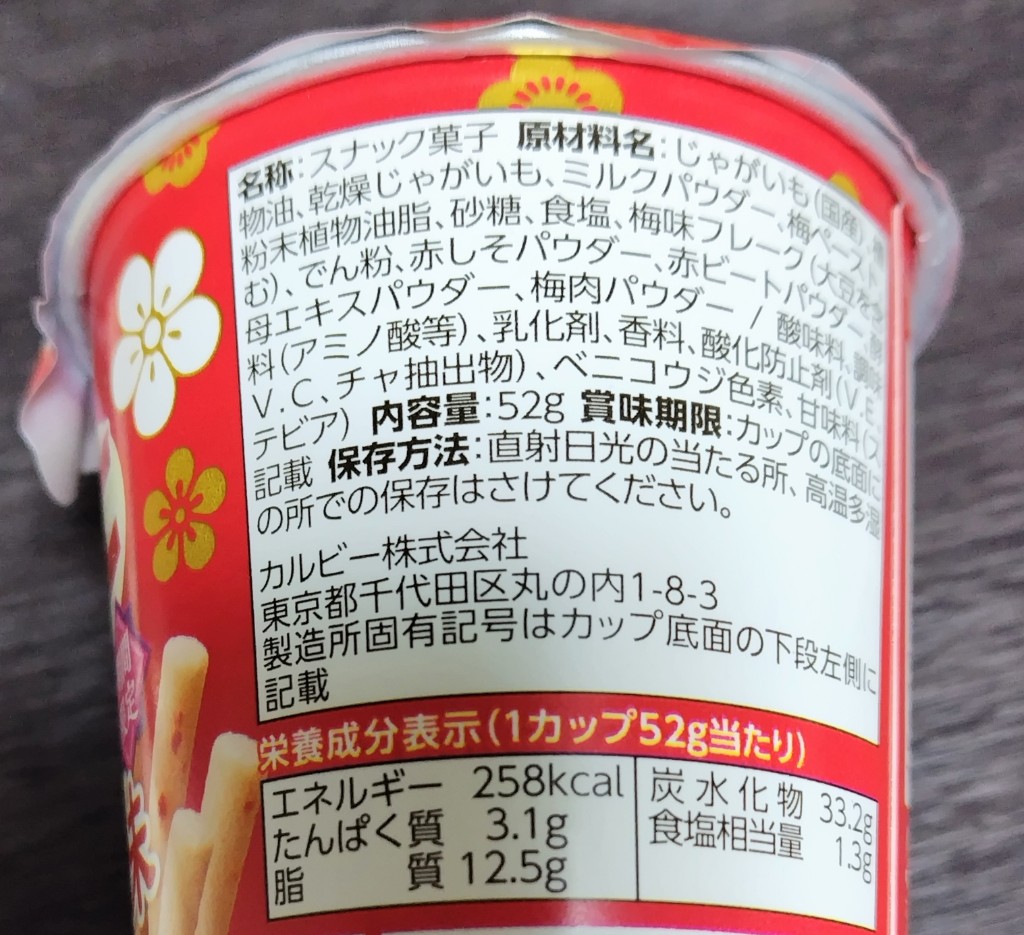 名称:スナック菓子 原材料名:じゃがいも(国産)、植
物油、乾燥じゃがいも、ミルクパウダー、梅ペースト、
粉末植物油脂、砂糖、食塩、梅味フレーク(大豆を含
む)、でん粉、赤しそパウダー、赤ビートパウダー、酵
母エキスパウダー、梅肉パウダー / 酸味料、調味
料(アミノ酸等)、乳化剤、香料、酸化防止剤(V.E、
V.C、チャ抽出物)、ベニコウジ色素、甘味料(ス
テビア) 内容量:52g 賞味期限:カップの底面に
記載 保存方法:直射日光の当たる所、高温多湿
の所での保存はさけてください。
カルビー株式会社
東京都千代田区丸の内1-8-3
製造所固有記号はカップ底面の下段左側に
記載
栄養成分表示(1カップ52g当たり)
エネルギー 258kcal
たんぱく質 3.1g
脂質 12.5g
炭水化物 33.2g
食塩相当量 1.3g